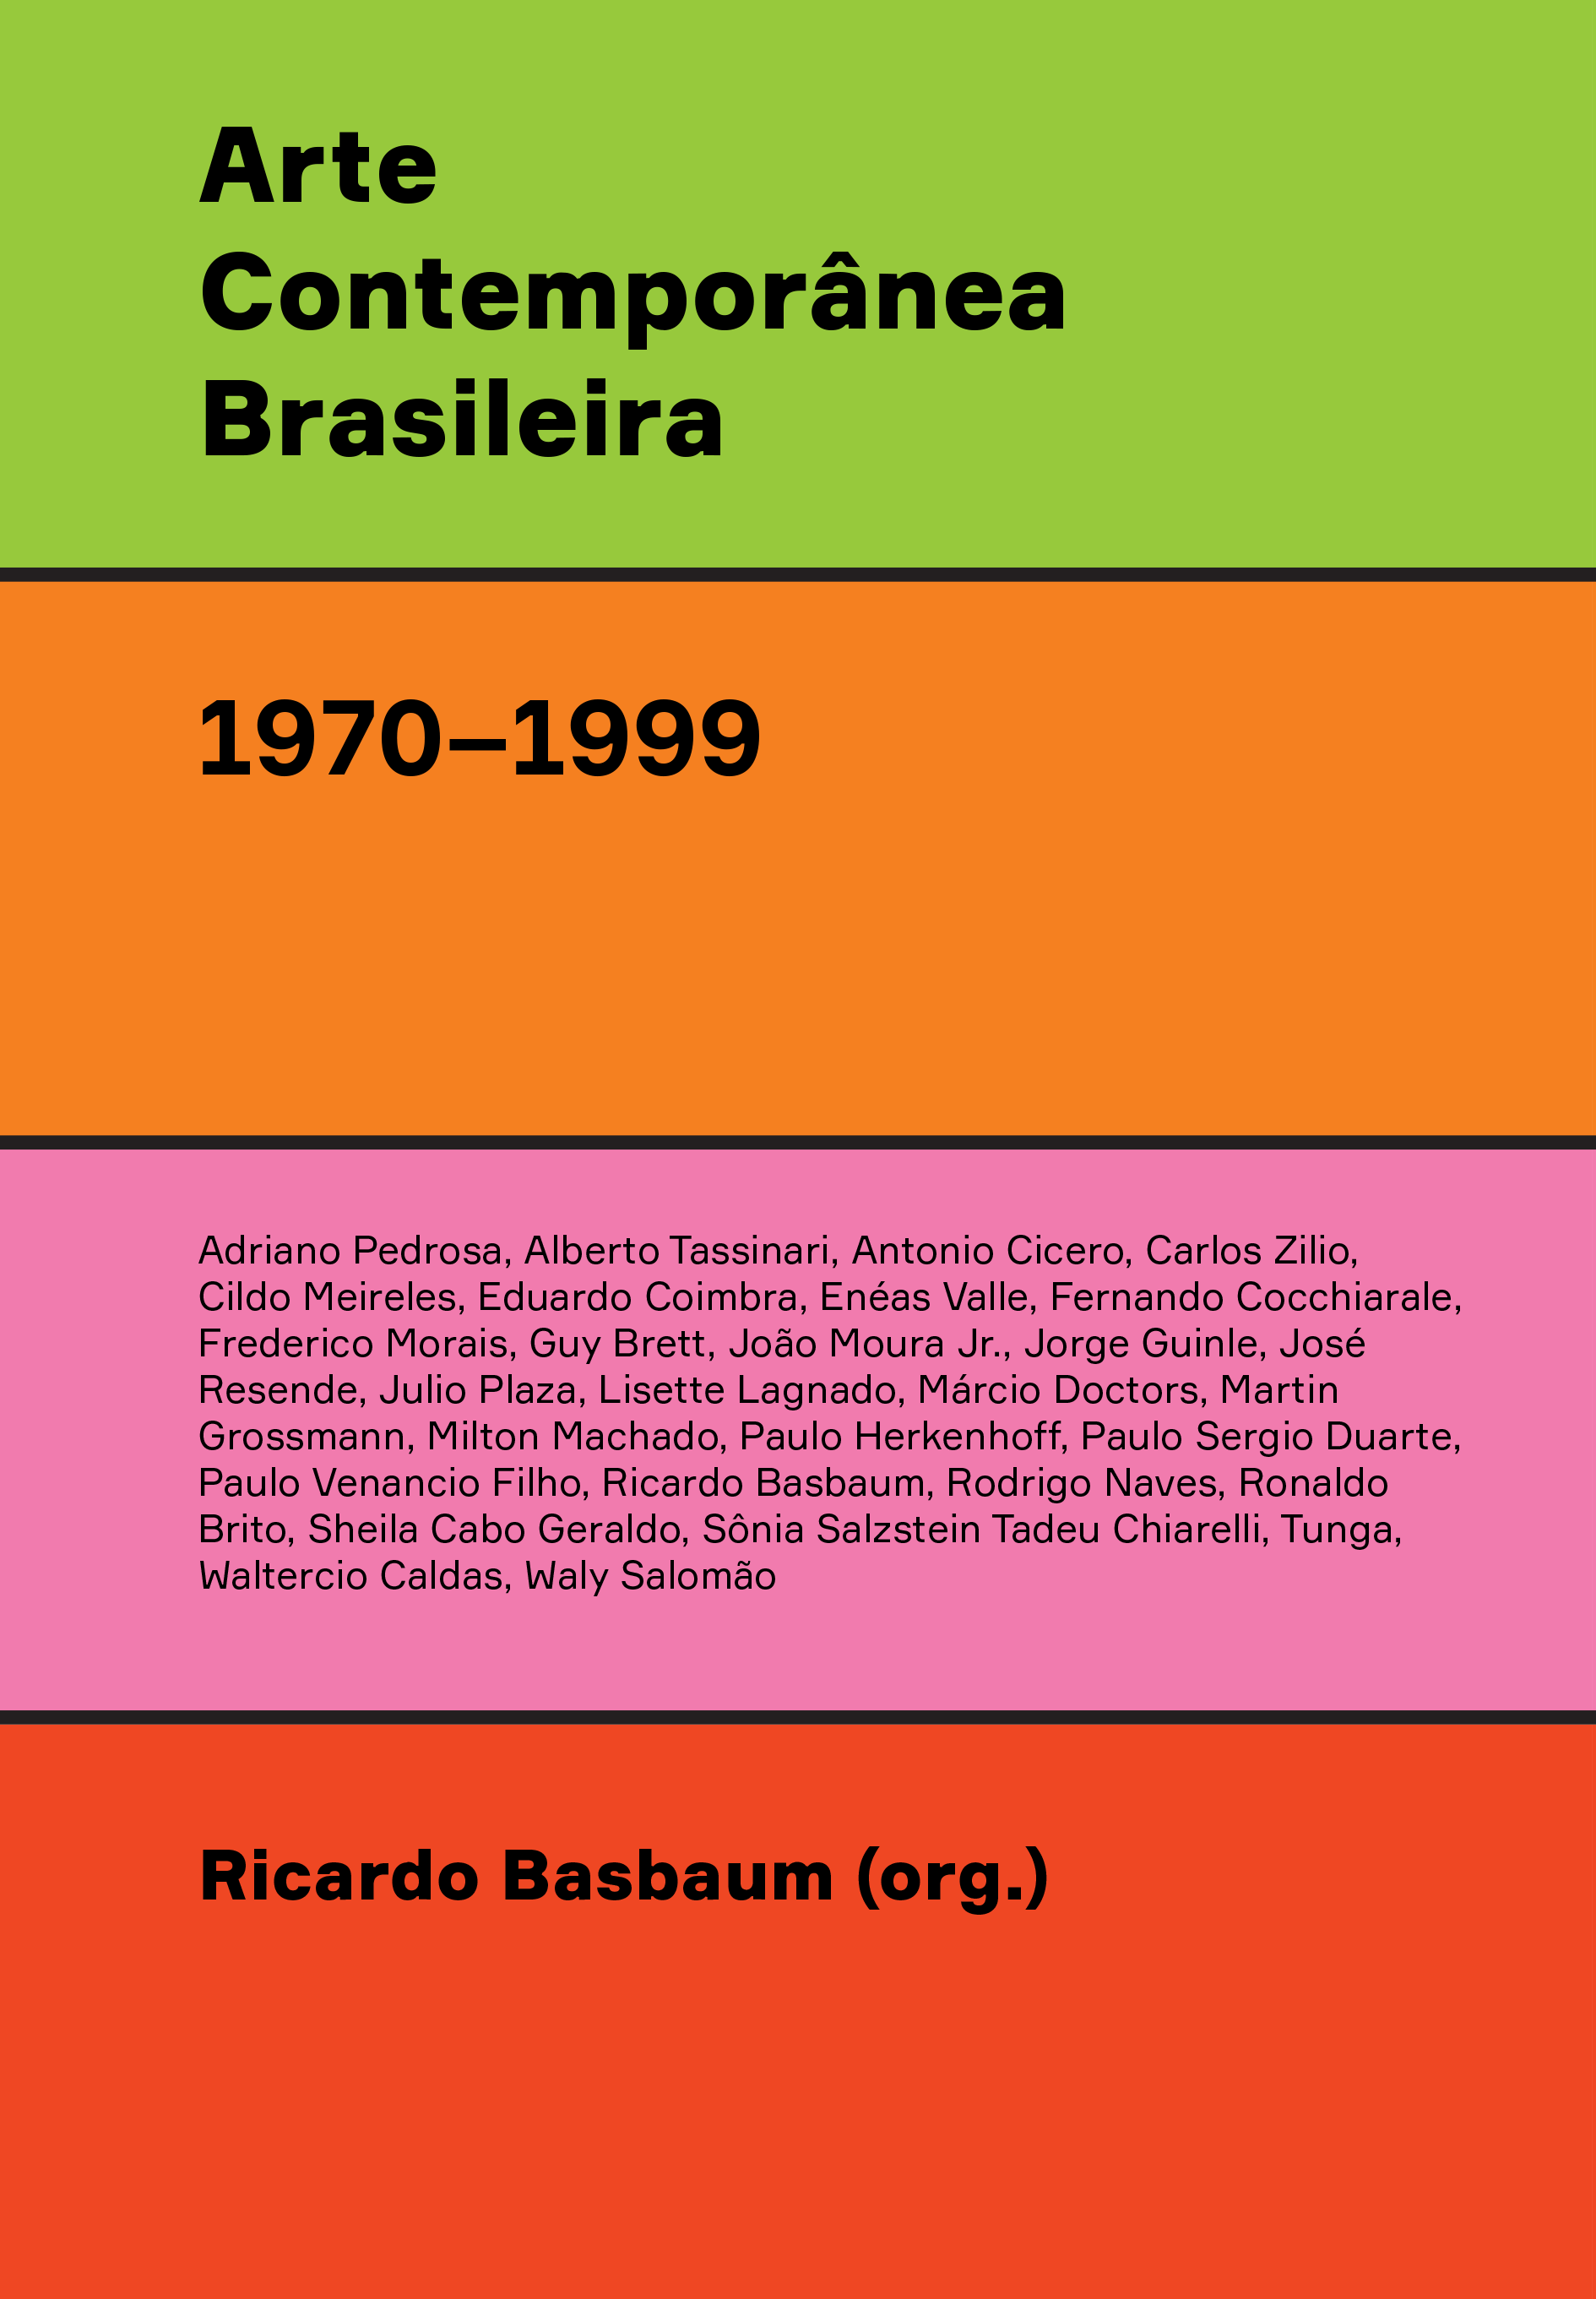 Arte
Contemporânea
Brasileira
1970–1999
Adriano Pedrosa, Alberto Tassinari, Antonio Cicero, Carlos Zilio,
Cildo Meireles, Eduardo Coimbra, Enéas Valle, Fernando Cocchiarale,
Frederico Morais, Guy Brett, João Moura Jr., Jorge Guinle, José
Resende, Julio Plaza, Lisette Lagnado, Márcio Doctors, Martin
Grossmann, Milton Machado, Paulo Herkenhoff, Paulo Sergio Duarte,
Paulo Venancio Filho, Ricardo Basbaum, Rodrigo Naves, Ronaldo
Brito, Sheila Cabo Geraldo, Sônia Salzstein Tadeu Chiarelli, Tunga,
Waltercio Caldas, Waly Salomão
Ricardo Basbaum (org.)